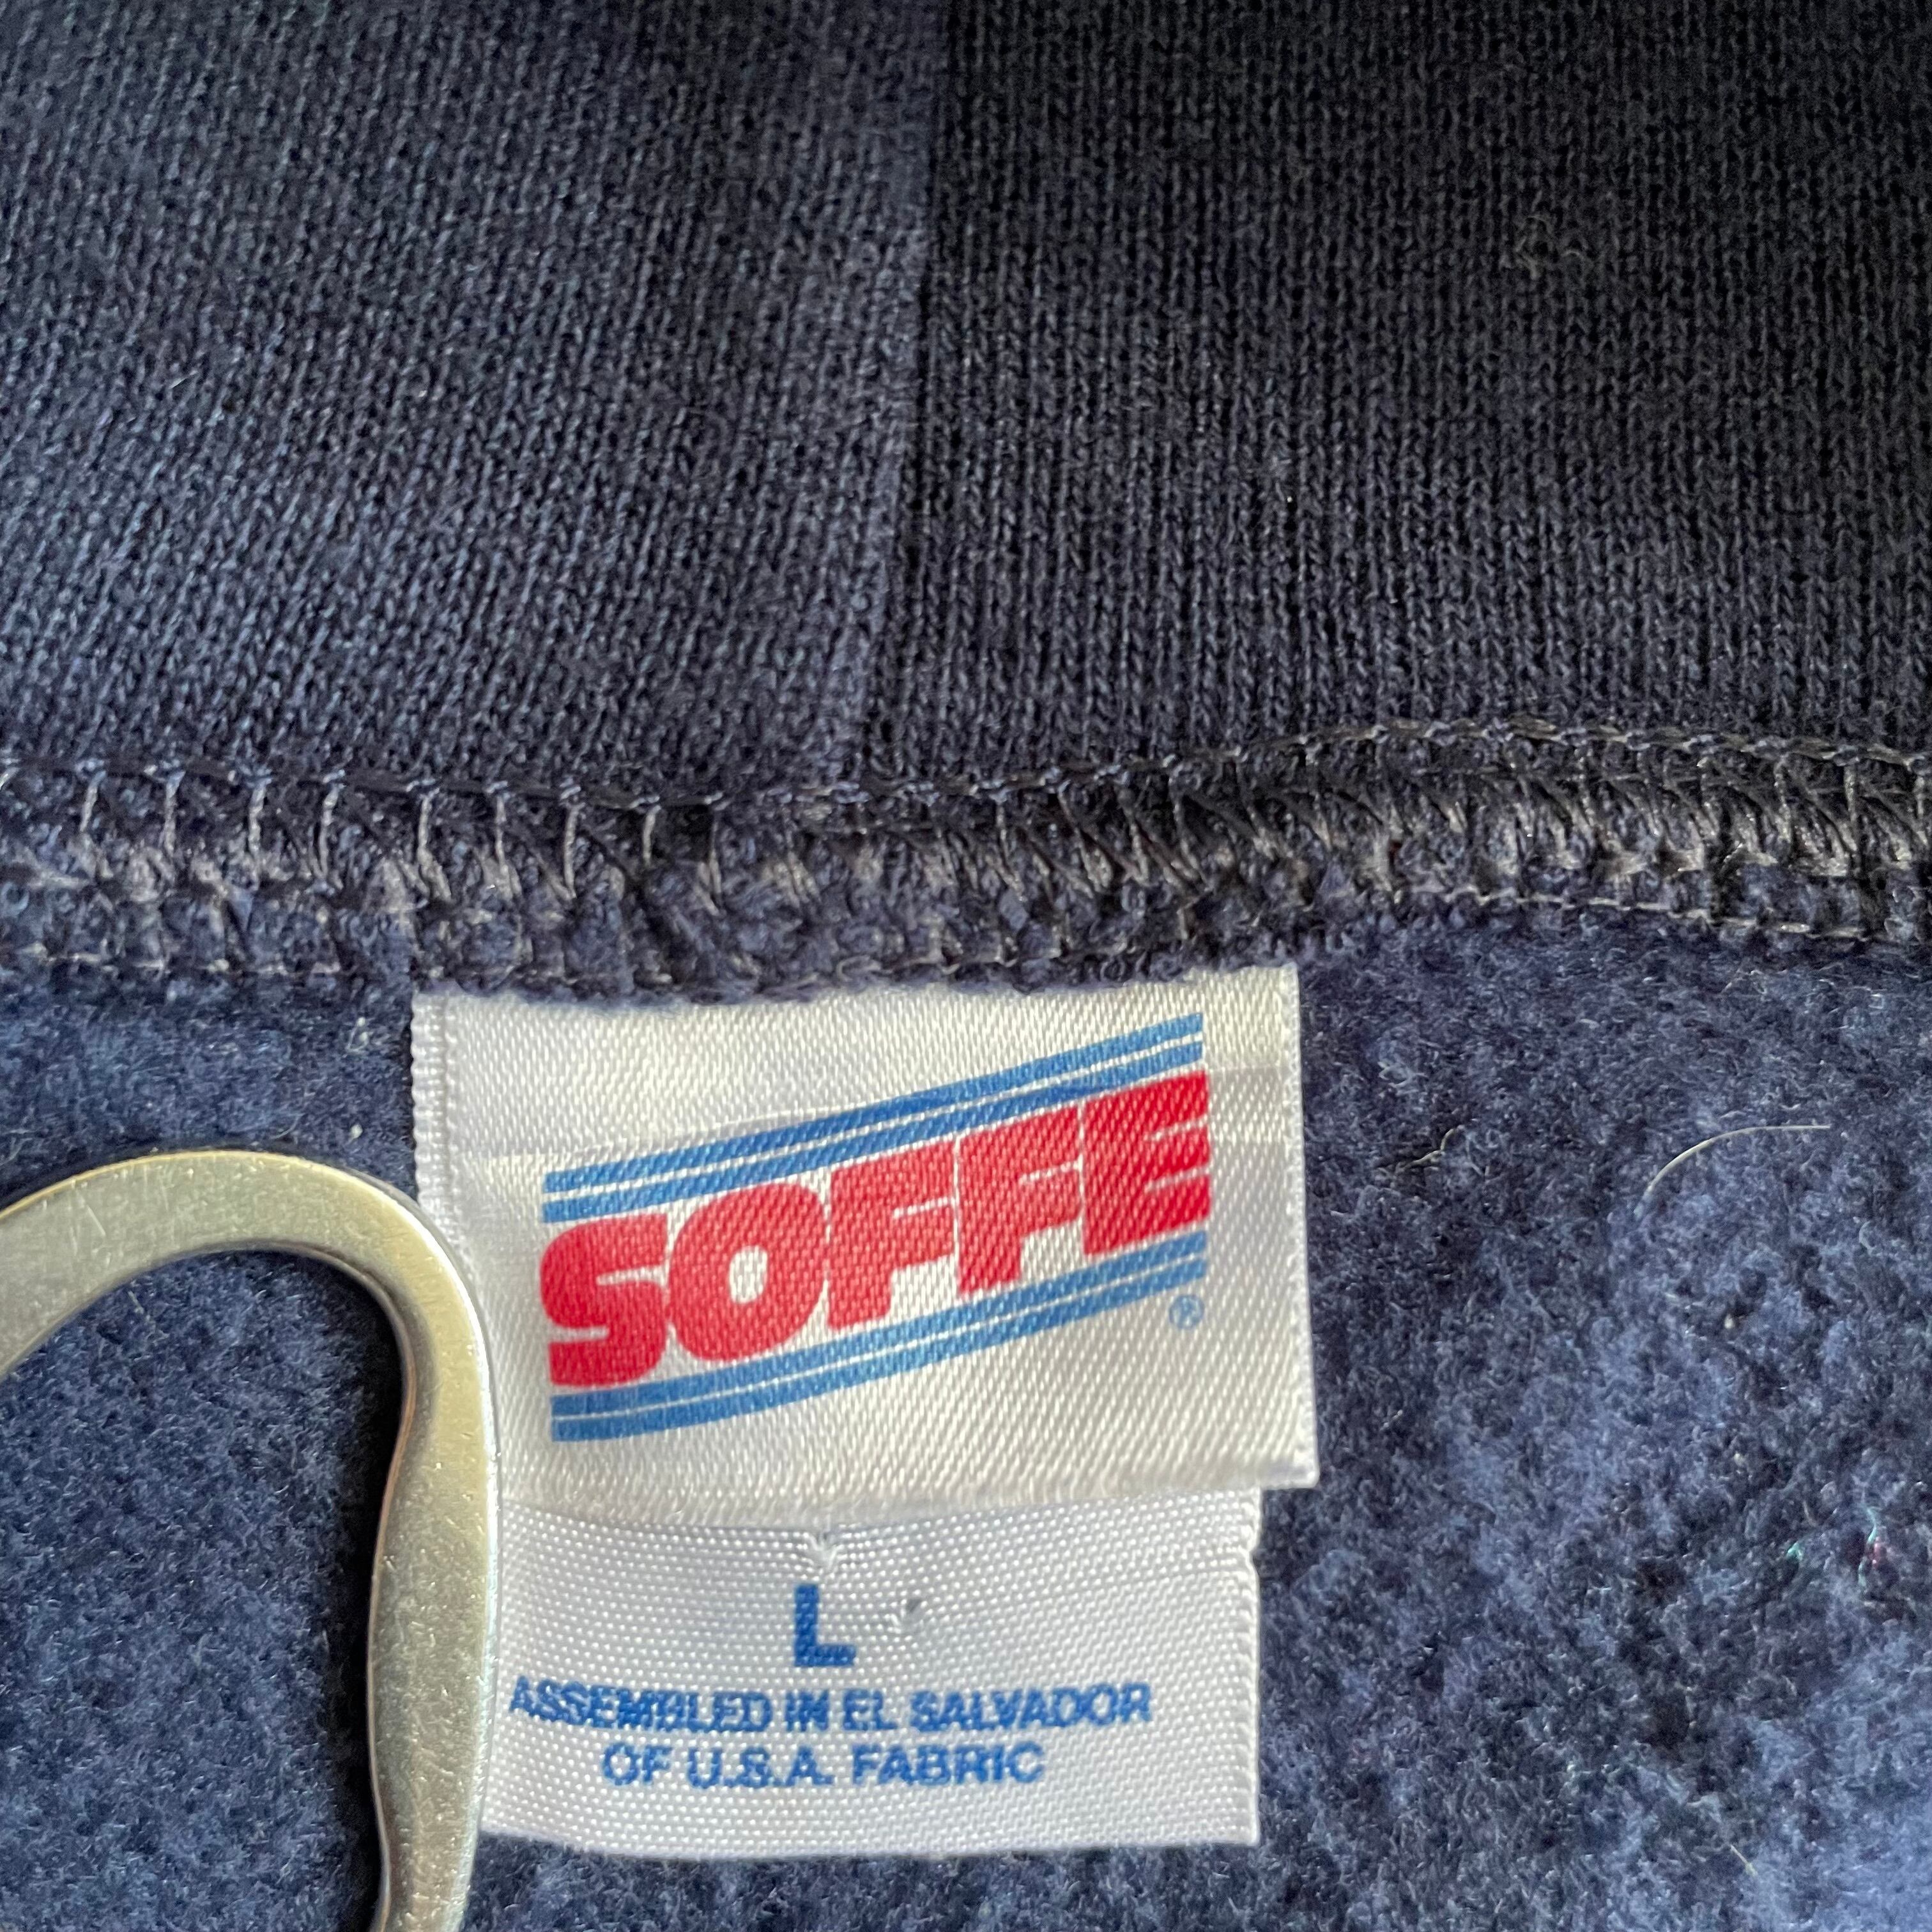 SOFFE
®
L
ASSEMBLED IN EL SALVADOR
OF U.S.A. FABRIC